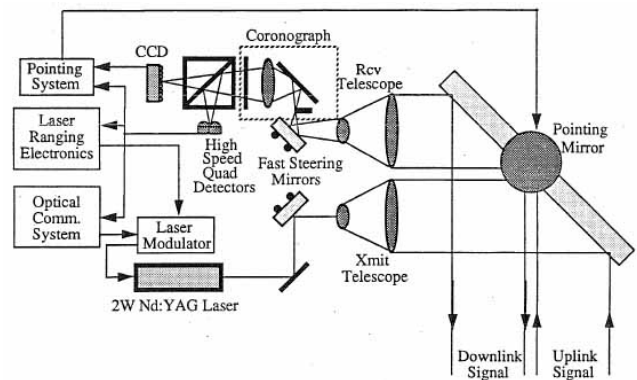 Coronograph
CCD
Rcv
Telescope
Pointing
System
Laser
Ranging
Electronics
High
Speed
Quad
Detectors
Fast Steering
Mirrors
Pointing
Mirror
Optical
Comm.
System
Laser
Modulator
Xmit
Telescope
2W Nd:YAG Laser
Downlink
Signal
Uplink
Signal